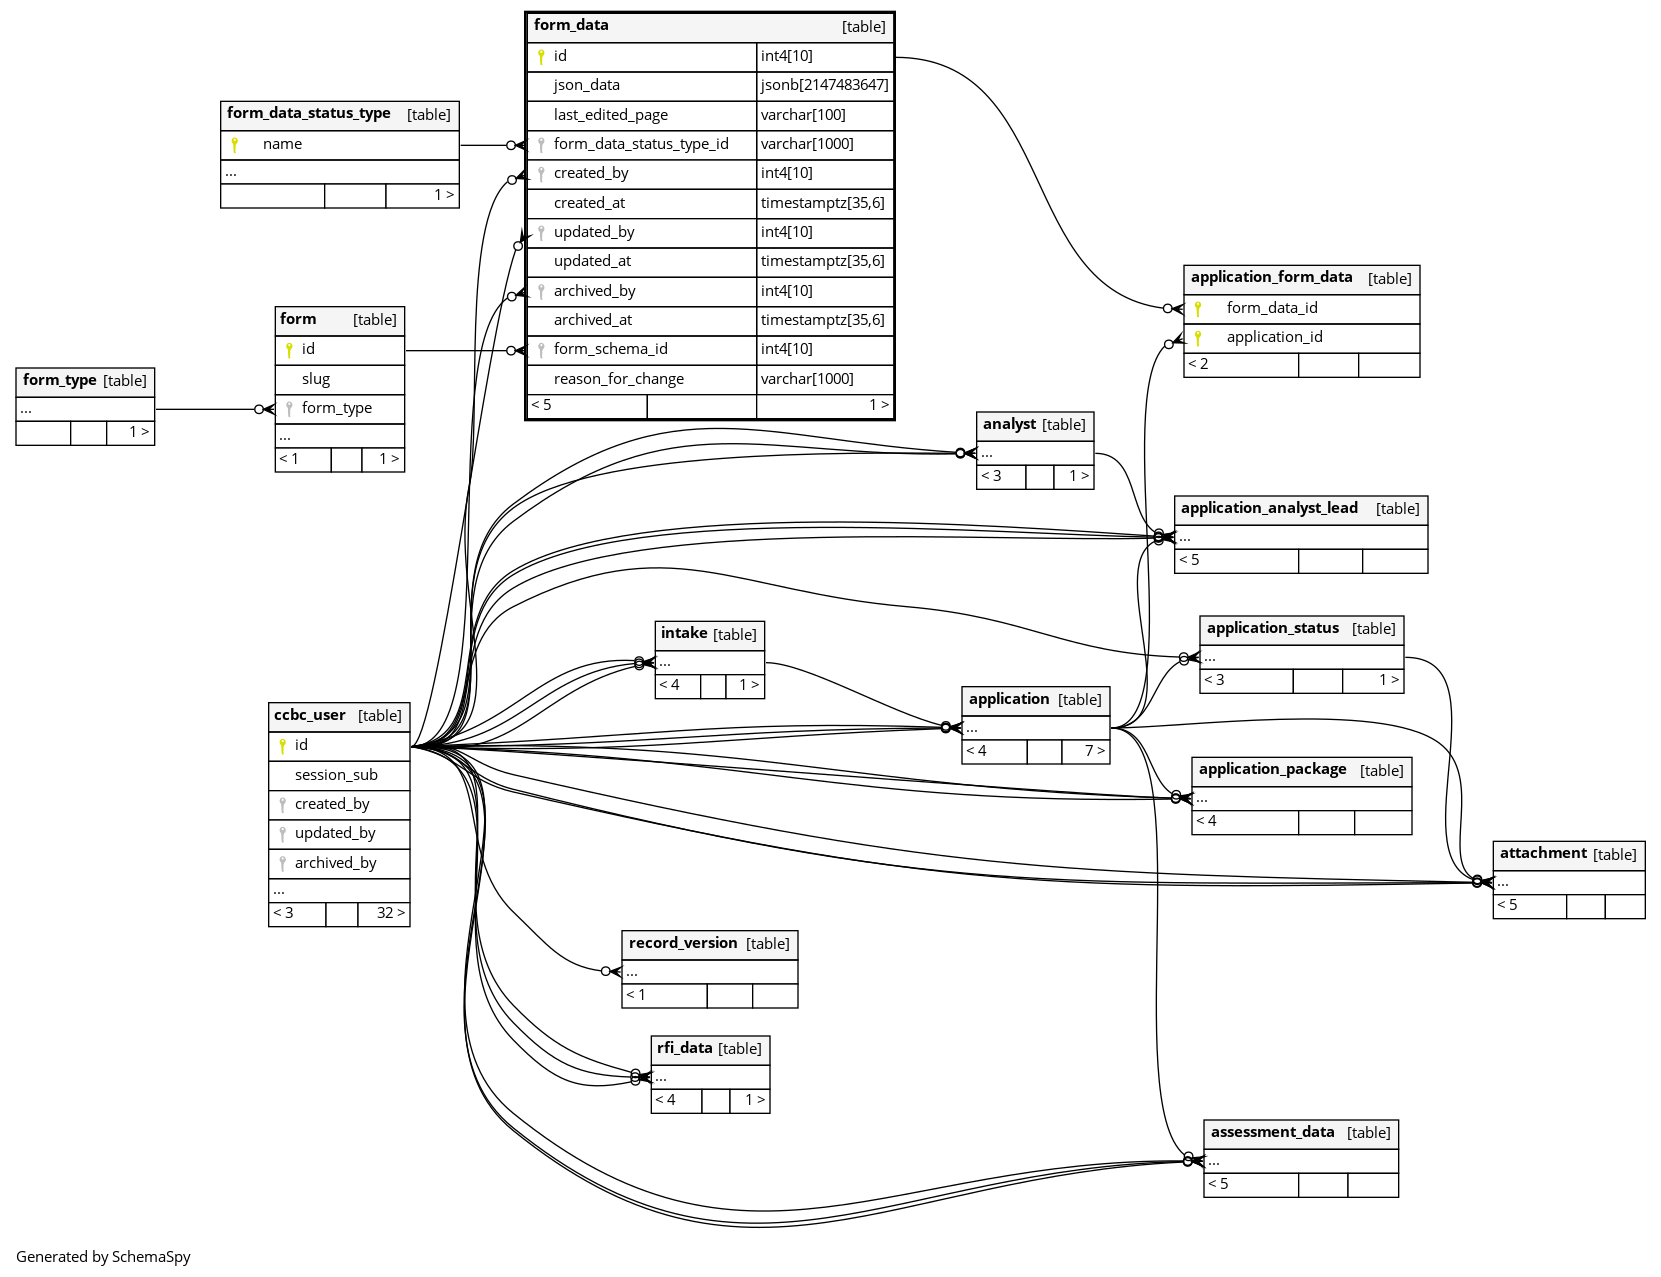 form_data [table]
id int4[10]
json_data jsonb[2147483647]
last_edited_page varchar[100]
form_data_status_type_id varchar[1000]
created_by int4[10]
created_at timestamptz[35,6]
updated_by int4[10]
updated_at timestamptz[35,6]
archived_by int4[10]
archived_at timestamptz[35,6]
form_schema_id int4[10]
reason_for_change varchar[1000]
< 5 1 >
form_data_status_type [table]
name
...
1 >
form [table]
id
slug
form_type
...
< 1 1 >
form_type [table]
...
1 >
application_form_data [table]
form_data_id
application_id
< 2
analyst [table]
...
< 3 1 >
application_analyst_lead [table]
...
< 5
application_status [table]
...
< 3 1 >
intake [table]
...
< 4 1 >
application [table]
...
< 4 7 >
ccbc_user [table]
id
session_sub
created_by
updated_by
archived_by
...
< 3 32 >
application_package [table]
...
< 4
attachment [table]
...
< 5
record_version [table]
...
< 1
rfi_data [table]
...
< 4 1 >
assessment_data [table]
...
< 5
Generated by SchemaSpy